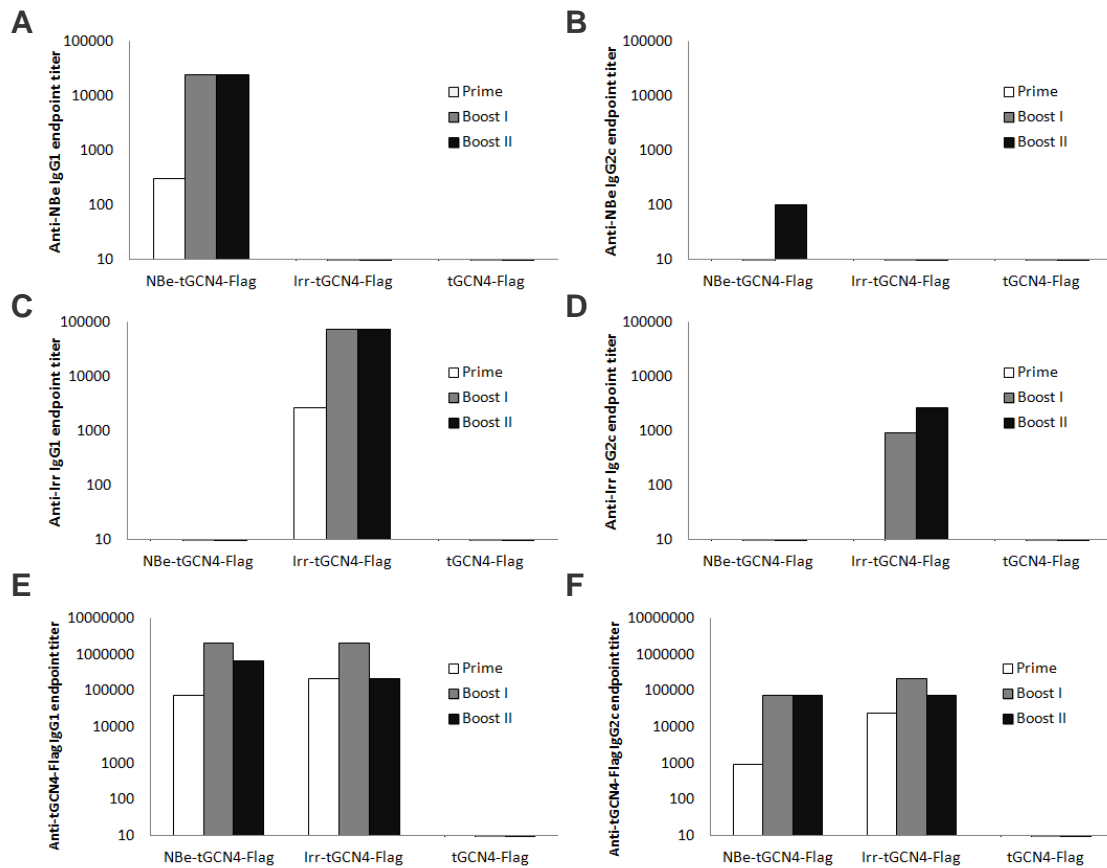 A
Anti-NBe IgG1 endpoint titer
100000
10000
1000
100
10
Prime
Boost I
Boost II
NBe-tGCN4-Flag Irr-tGCN4-Flag tGCN4-Flag
B
Anti-NBe IgG2c endpoint titer
100000
10000
1000
100
10
Prime
Boost I
Boost II
NBe-tGCN4-Flag Irr-tGCN4-Flag tGCN4-Flag
C
Anti-Irr IgG1 endpoint titer
100000
10000
1000
100
10
Prime
Boost I
Boost II
NBe-tGCN4-Flag Irr-tGCN4-Flag tGCN4-Flag
D
Anti-Irr IgG2c endpoint titer
100000
10000
1000
100
10
Prime
Boost I
Boost II
NBe-tGCN4-Flag Irr-tGCN4-Flag tGCN4-Flag
E
Anti-tGCN4-Flag IgG1 endpoint titer
10000000
1000000
100000
10000
1000
100
10
Prime
Boost I
Boost II
NBe-tGCN4-Flag Irr-tGCN4-Flag tGCN4-Flag
F
Anti-tGCN4-Flag IgG2c endpoint titer
10000000
1000000
100000
10000
1000
100
10
Prime
Boost I
Boost II
NBe-tGCN4-Flag Irr-tGCN4-Flag tGCN4-Flag